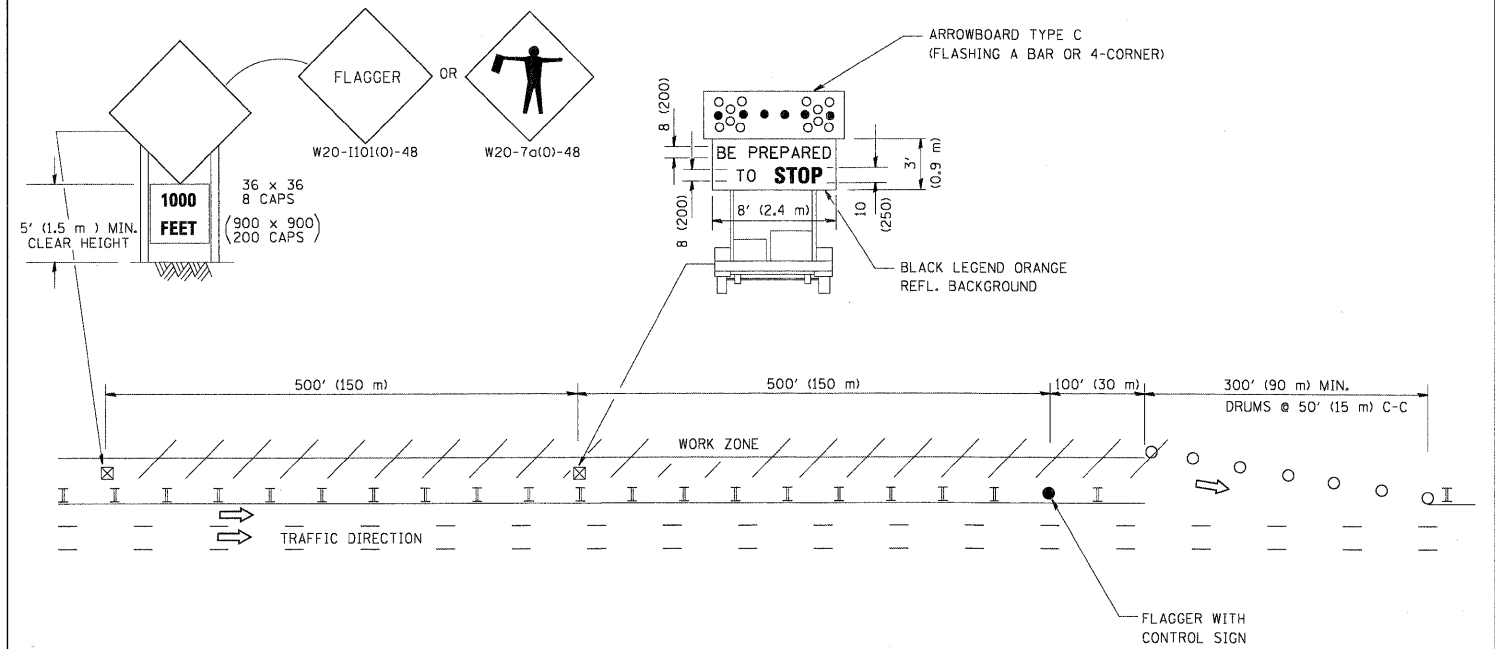 ARROWBOARD TYPE C
(FLASHING A BAR OR 4-CORNER)
FLAGGER
OR
W20-I101(O)-48
W20-7a(O)-48
8 (200)
BE PREPARED
TO STOP
3'
(0.9 m)
8 (200)
8' (2.4 m)
10
(250)
1000
FEET
36 x 36
8 CAPS
(900 x 900)
200 CAPS
5' (1.5 m ) MIN.
CLEAR HEIGHT
BLACK LEGEND ORANGE
REFL. BACKGROUND
500' (150 m)
500' (150 m)
100' (30 m)
300' (90 m) MIN.
DRUMS @ 50' (15 m) C-C
WORK ZONE
TRAFFIC DIRECTION
FLAGGER WITH
CONTROL SIGN